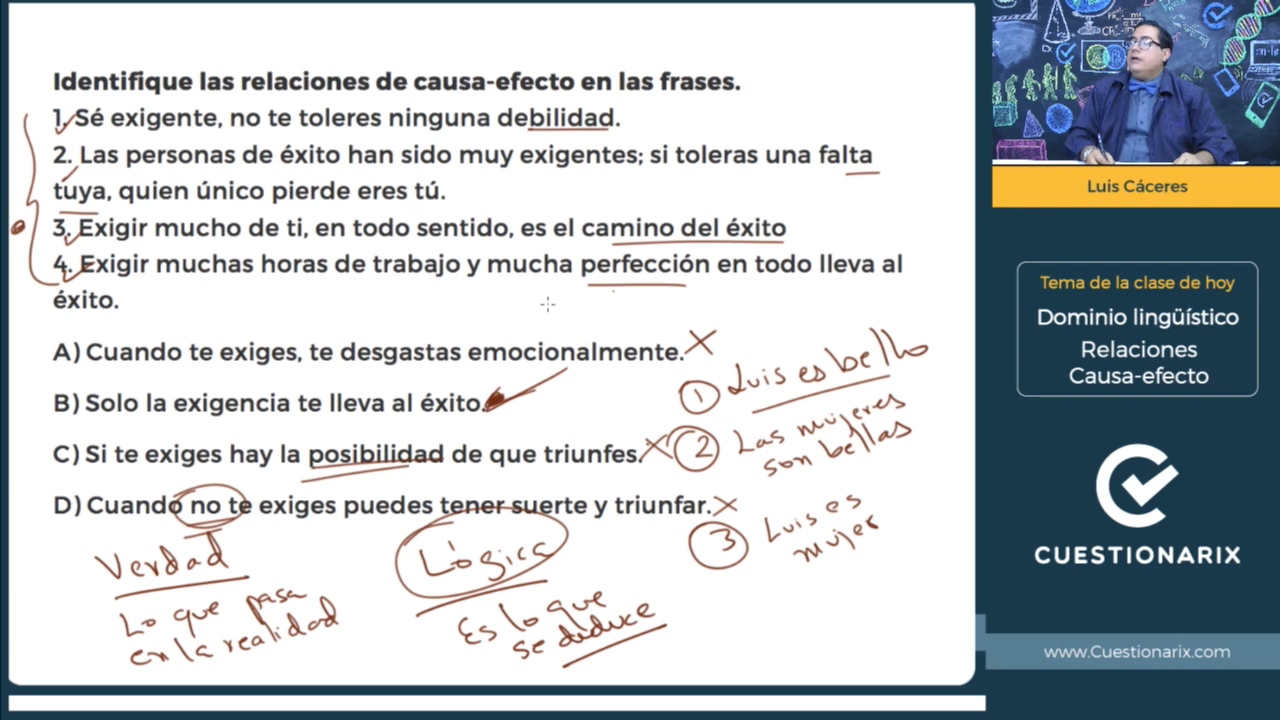 Identifique las relaciones de causa-efecto en las frases.
1. Sé exigente, no te toleres ninguna debilidad.
2. Las personas de éxito han sido muy exigentes; si toleras una falta
tuya, quien único pierde eres tú.
3. Exigir mucho de ti, en todo sentido, es el camino del éxito
4. Exigir muchas horas de trabajo y mucha perfección en todo lleva al
éxito.
A) Cuando te exiges, te desgastas emocionalmente.
B) Solo la exigencia te lleva al éxito.
C) Si te exiges hay la posibilidad de que triunfes.
D) Cuando no te exiges puedes tener suerte y triunfar.
1 Luis es bello
2 Las mujeres
son bellas
3 Luis es
mujer
Verdad
Lo que pasa
en la realidad
Lógica
Es lo que
se deduce
Luis Cáceres
Tema de la clase de hoy
Dominio lingüístico
Relaciones
Causa-efecto
CUESTIONARIX
www.Cuestionarix.com